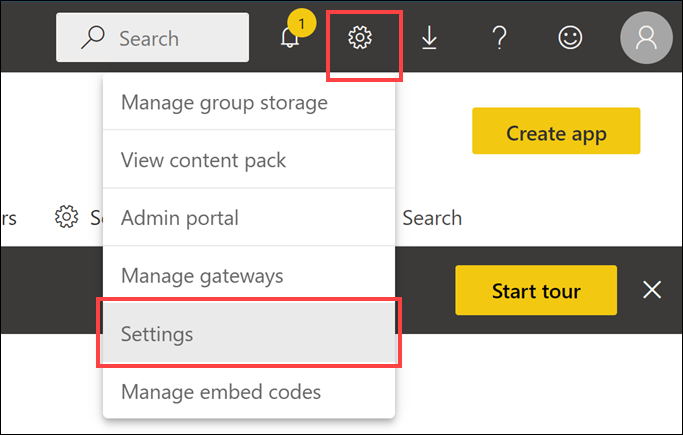 Search
1
?
Manage group storage
View content pack
Create app
Admin portal
rs
Search
Manage gateways
Start tour
Settings
Manage embed codes